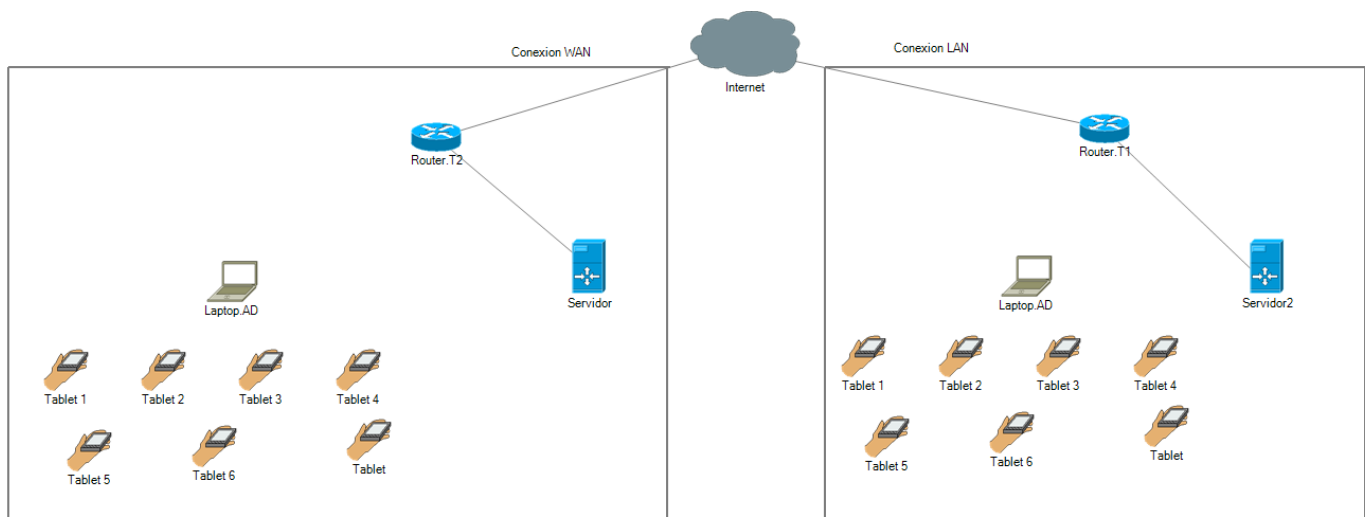 Conexion WAN
Internet
Conexion LAN
Router.T2
Servidor
Laptop.AD
Tablet 1
Tablet 2
Tablet 3
Tablet 4
Tablet 5
Tablet 6
Tablet
Router.T1
Servidor2
Laptop.AD
Tablet 1
Tablet 2
Tablet 3
Tablet 4
Tablet 5
Tablet 6
Tablet